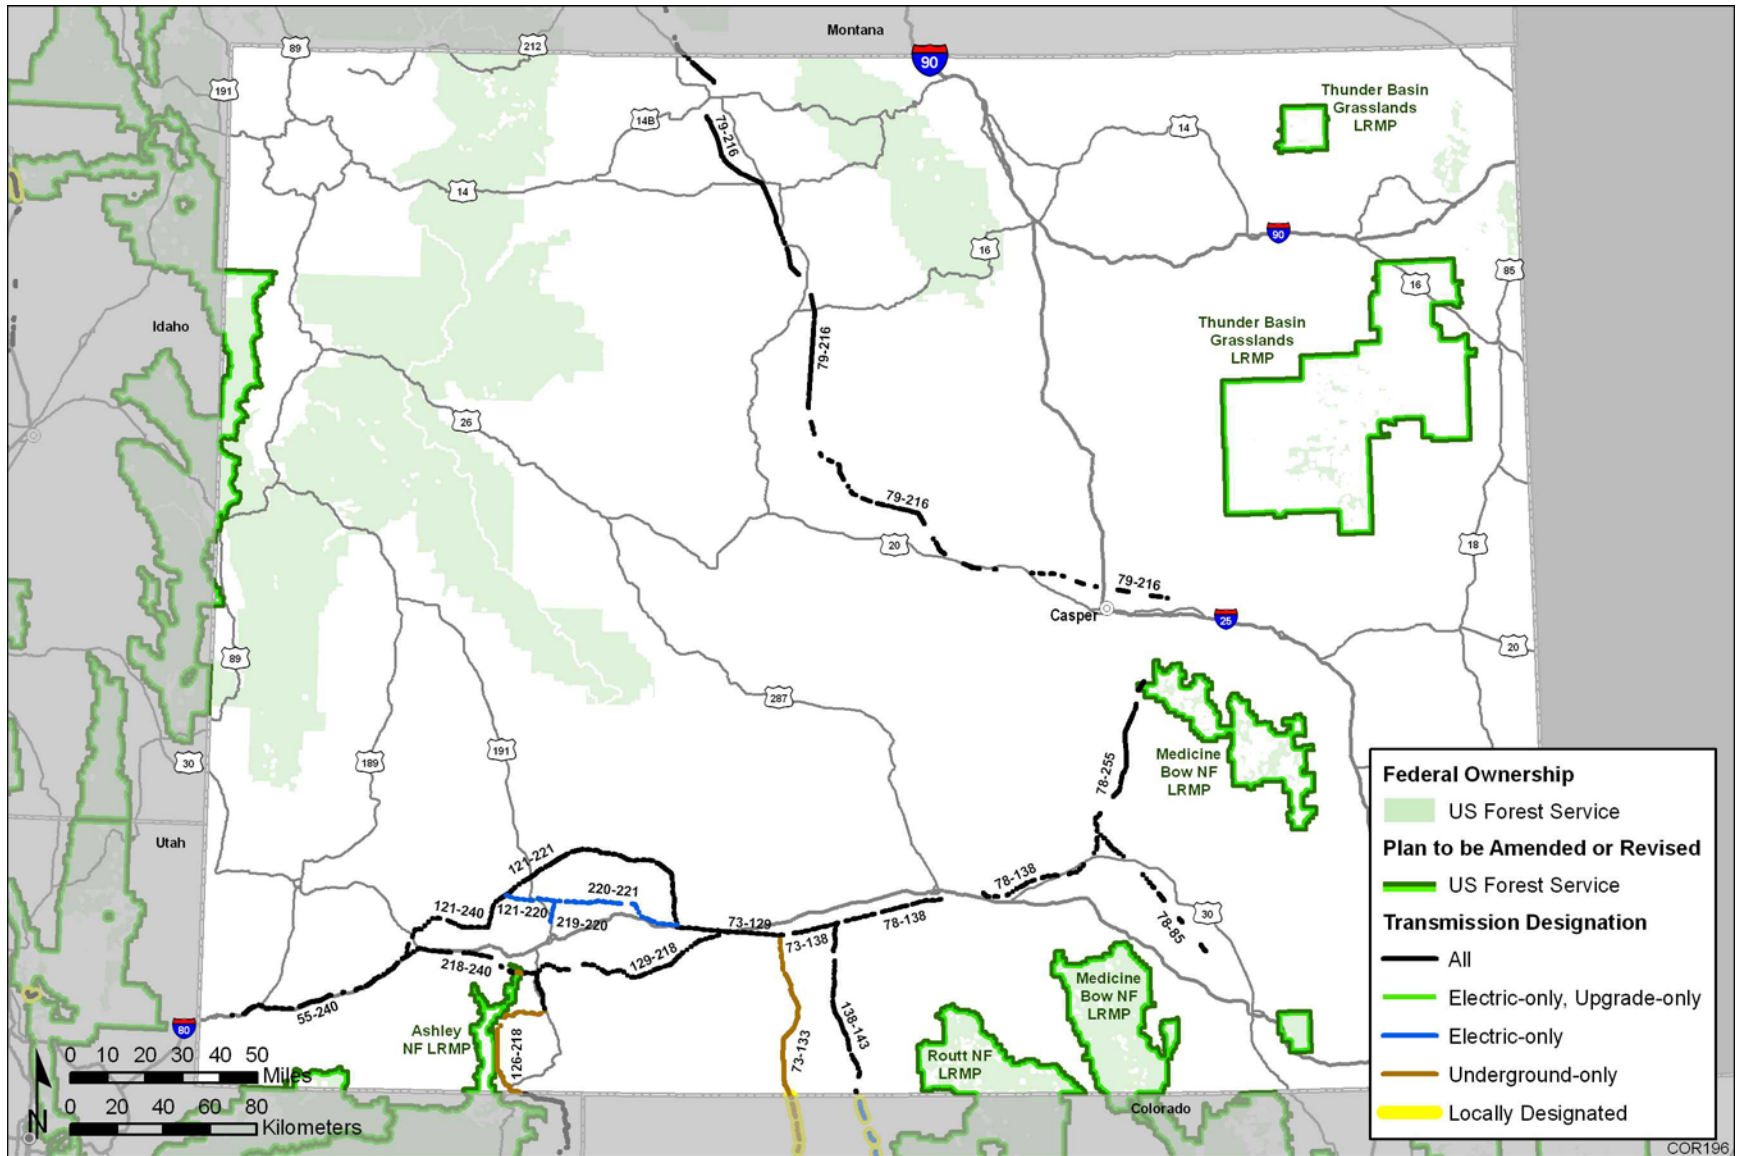 Montana
89
212
90
191
Thunder Basin
Grasslands
LRMP
14B
79-216
14
14
90
16
85
16
Idaho
Thunder Basin
Grasslands
LRMP
79-216
26
79-216
20
18
79-216
Casper
25
20
89
287
191
30
189
78-255
Medicine
Bow NF
LRMP
Utah
121-221
220-221
78-138
121-240
121-220
219-220
73-129
73-138
78-138
30
78-85
218-240
129-218
55-240
80
Ashley
NF LRMP
126-218
73-133
138-143
Medicine
Bow NF
LRMP
Routt NF
LRMP
Colorado
0 10 20 30 40 50
Miles
0 20 40 60 80
Kilometers
N
Federal Ownership
US Forest Service
Plan to be Amended or Revised
US Forest Service
Transmission Designation
All
Electric-only, Upgrade-only
Electric-only
Underground-only
Locally Designated
COR196